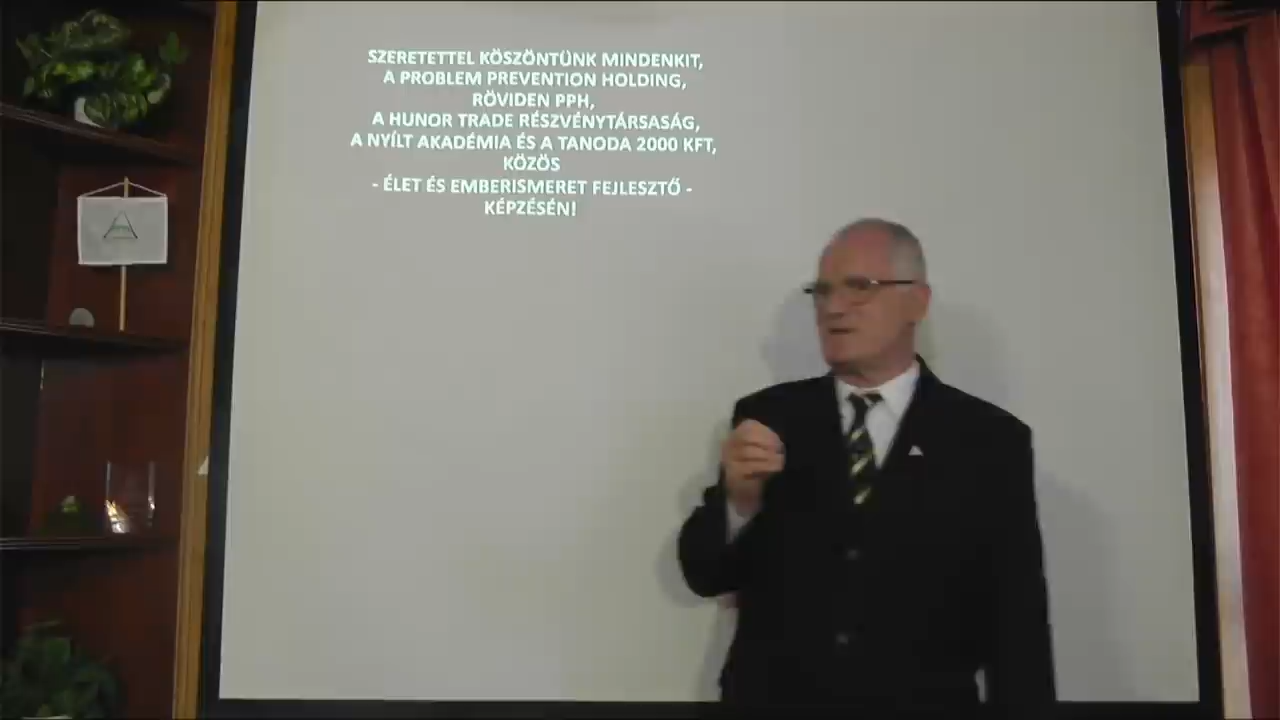 SZERETETTEL KÖSZÖNTÜNK MINDENKIT,
A PROBLEM PREVENTION HOLDING,
RÖVIDEN PPH,
A HUNOR TRADE RÉSZVÉNYTÁRSASÁG,
A NYÍLT AKADÉMIA ÉS A TANODA 2000 KFT,
KÖZÖS
- ÉLET ÉS EMBERISMERET FEJLESZTŐ -
KÉPZÉSÉN!